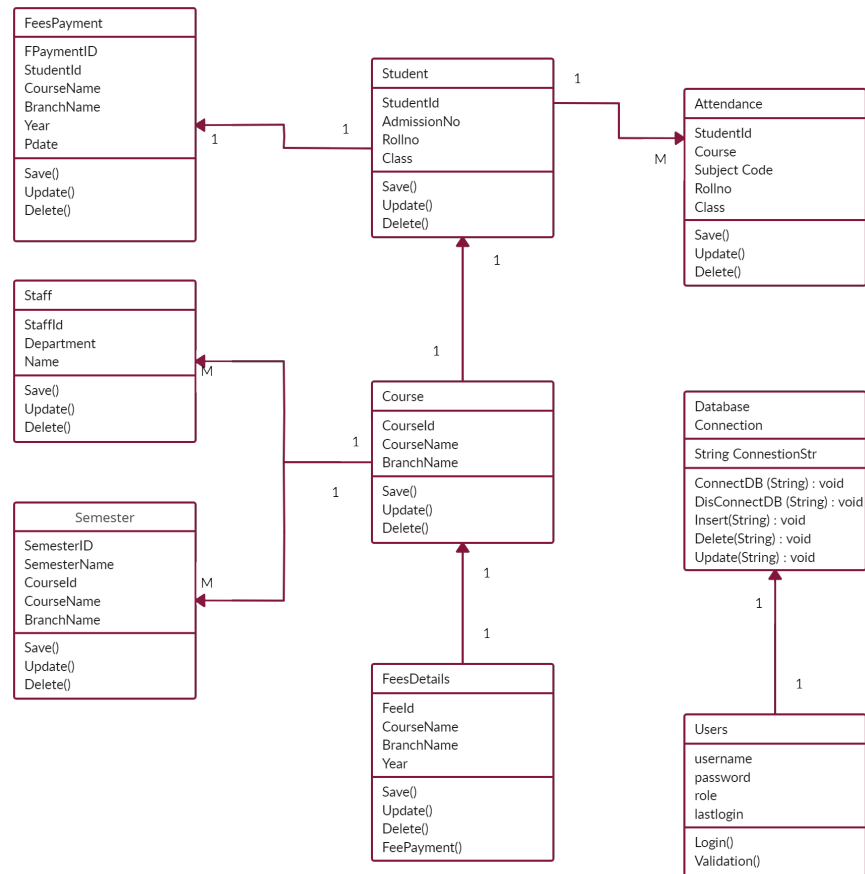 FeesPayment
FPaymentID
StudentId
CourseName
BranchName
Year
Pdate
Save()
Update()
Delete()
1
1
Student
StudentId
AdmissionNo
Rollno
Class
Save()
Update()
Delete()
1
M
Attendance
StudentId
Course
Subject Code
Rollno
Class
Save()
Update()
Delete()
1
1
Staff
StaffId
Department
Name
Save()
Update()
Delete()
M
1
1
Course
CourseId
CourseName
BranchName
Save()
Update()
Delete()
Database
Connection
String ConnestionStr
ConnectDB (String) : void
DisConnectDB (String) : void
Insert(String) : void
Delete(String) : void
Update(String) : void
Semester
SemesterID
SemesterName
CourseId
CourseName
BranchName
Save()
Update()
Delete()
M
1
1
FeesDetails
FeeId
CourseName
BranchName
Year
Save()
Update()
Delete()
FeePayment()
1
1
Users
username
password
role
lastlogin
Login()
Validation()